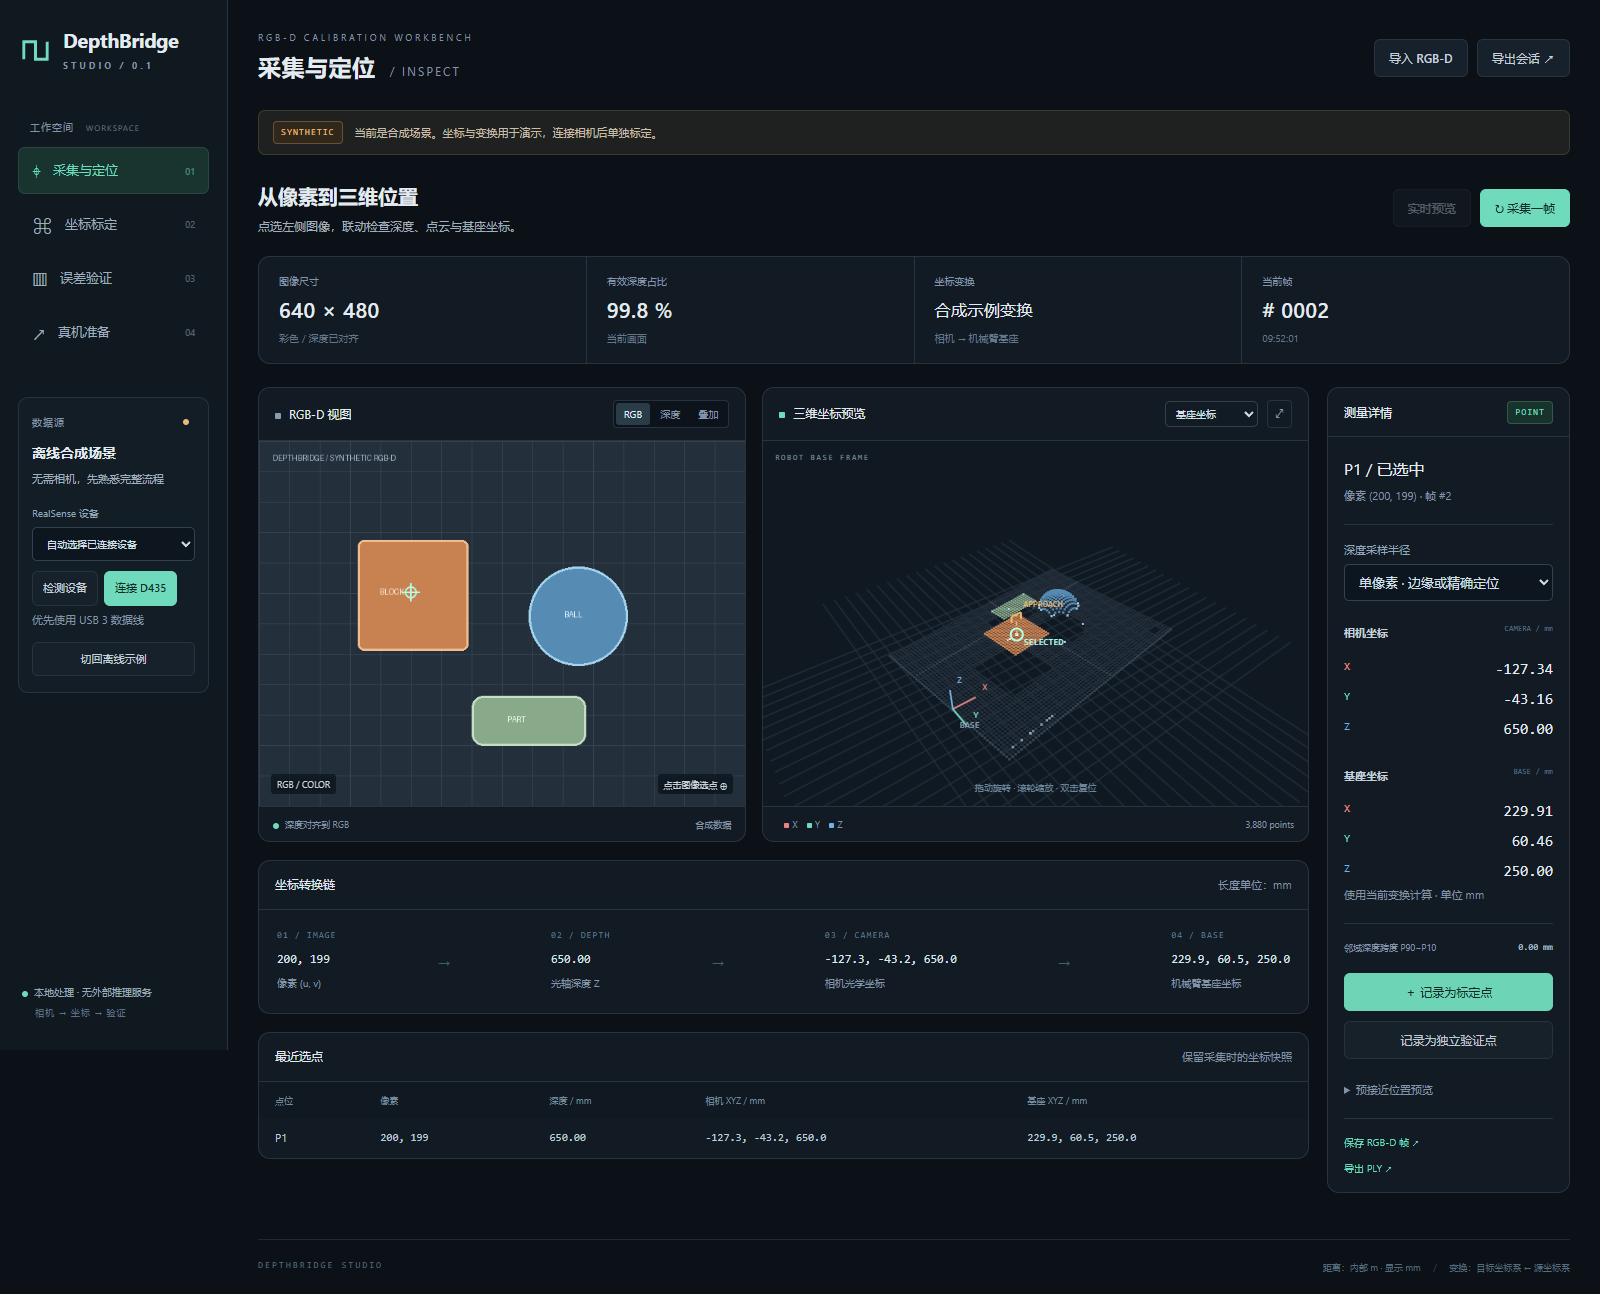 DepthBridge
STUDIO / 0.1
工作空间 WORKSPACE
采集与定位 01
坐标标定 02
误差验证 03
真机准备 04
数据源
离线合成场景
无需相机，先熟悉完整流程
RealSense 设备
自动选择已连接设备
检测设备 连接 D435
优先使用 USB 3 数据线
切回离线示例
本地处理 · 无外部推理服务
相机 → 坐标 → 验证
RGB-D CALIBRATION WORKBENCH
采集与定位 / INSPECT
导入 RGB-D 导出会话 ↗
SYNTHETIC 当前是合成场景。坐标与变换用于演示，连接相机后单独标定。
从像素到三维位置
点选左侧图像，联动检查深度、点云与基座坐标。
实时预览 ↻ 采集一帧
图像尺寸
640 × 480
彩色 / 深度已对齐
有效深度占比
99.8 %
当前画面
坐标变换
合成示例变换
相机 → 机械臂基座
当前帧
# 0002
09:52:01
RGB-D 视图 RGB 深度 叠加
DEPTHBRIDGE / SYNTHETIC RGB-D
BLOCK
BALL
PART
RGB / COLOR 点击图像选点 ⊕
深度对齐到 RGB 合成数据
三维坐标预览 基座坐标 ⤢
ROBOT BASE FRAME
APPROACH
SELECTED
Z
X
Y
BASE
拖动旋转 · 滚轮缩放 · 双击复位
X Y Z 3,880 points
测量详情 POINT
P1 / 已选中
像素 (200, 199) · 帧 #2
深度采样半径
单像素 · 边缘或精确定位
相机坐标 CAMERA / mm
X -127.34
Y -43.16
Z 650.00
基座坐标 BASE / mm
X 229.91
Y 60.46
Z 250.00
使用当前变换计算 · 单位 mm
邻域深度跨度 P90–P10 0.00 mm
+ 记录为标定点
记录为独立验证点
▶ 预接近位置预览
保存 RGB-D 帧 ↗
导出 PLY ↗
坐标转换链 长度单位：mm
01 / IMAGE
200, 199
像素 (u, v)
→
02 / DEPTH
650.00
光轴深度 Z
→
03 / CAMERA
-127.3, -43.2, 650.0
相机光学坐标
→
04 / BASE
229.9, 60.5, 250.0
机械臂基座坐标
最近选点 保留采集时的坐标快照
点位 像素 深度 / mm 相机 XYZ / mm 基座 XYZ / mm
P1 200, 199 650.00 -127.3, -43.2, 650.0 229.9, 60.5, 250.0
DEPTHBRIDGE STUDIO
距离：内部 m · 显示 mm / 变换：目标坐标系 ← 源坐标系